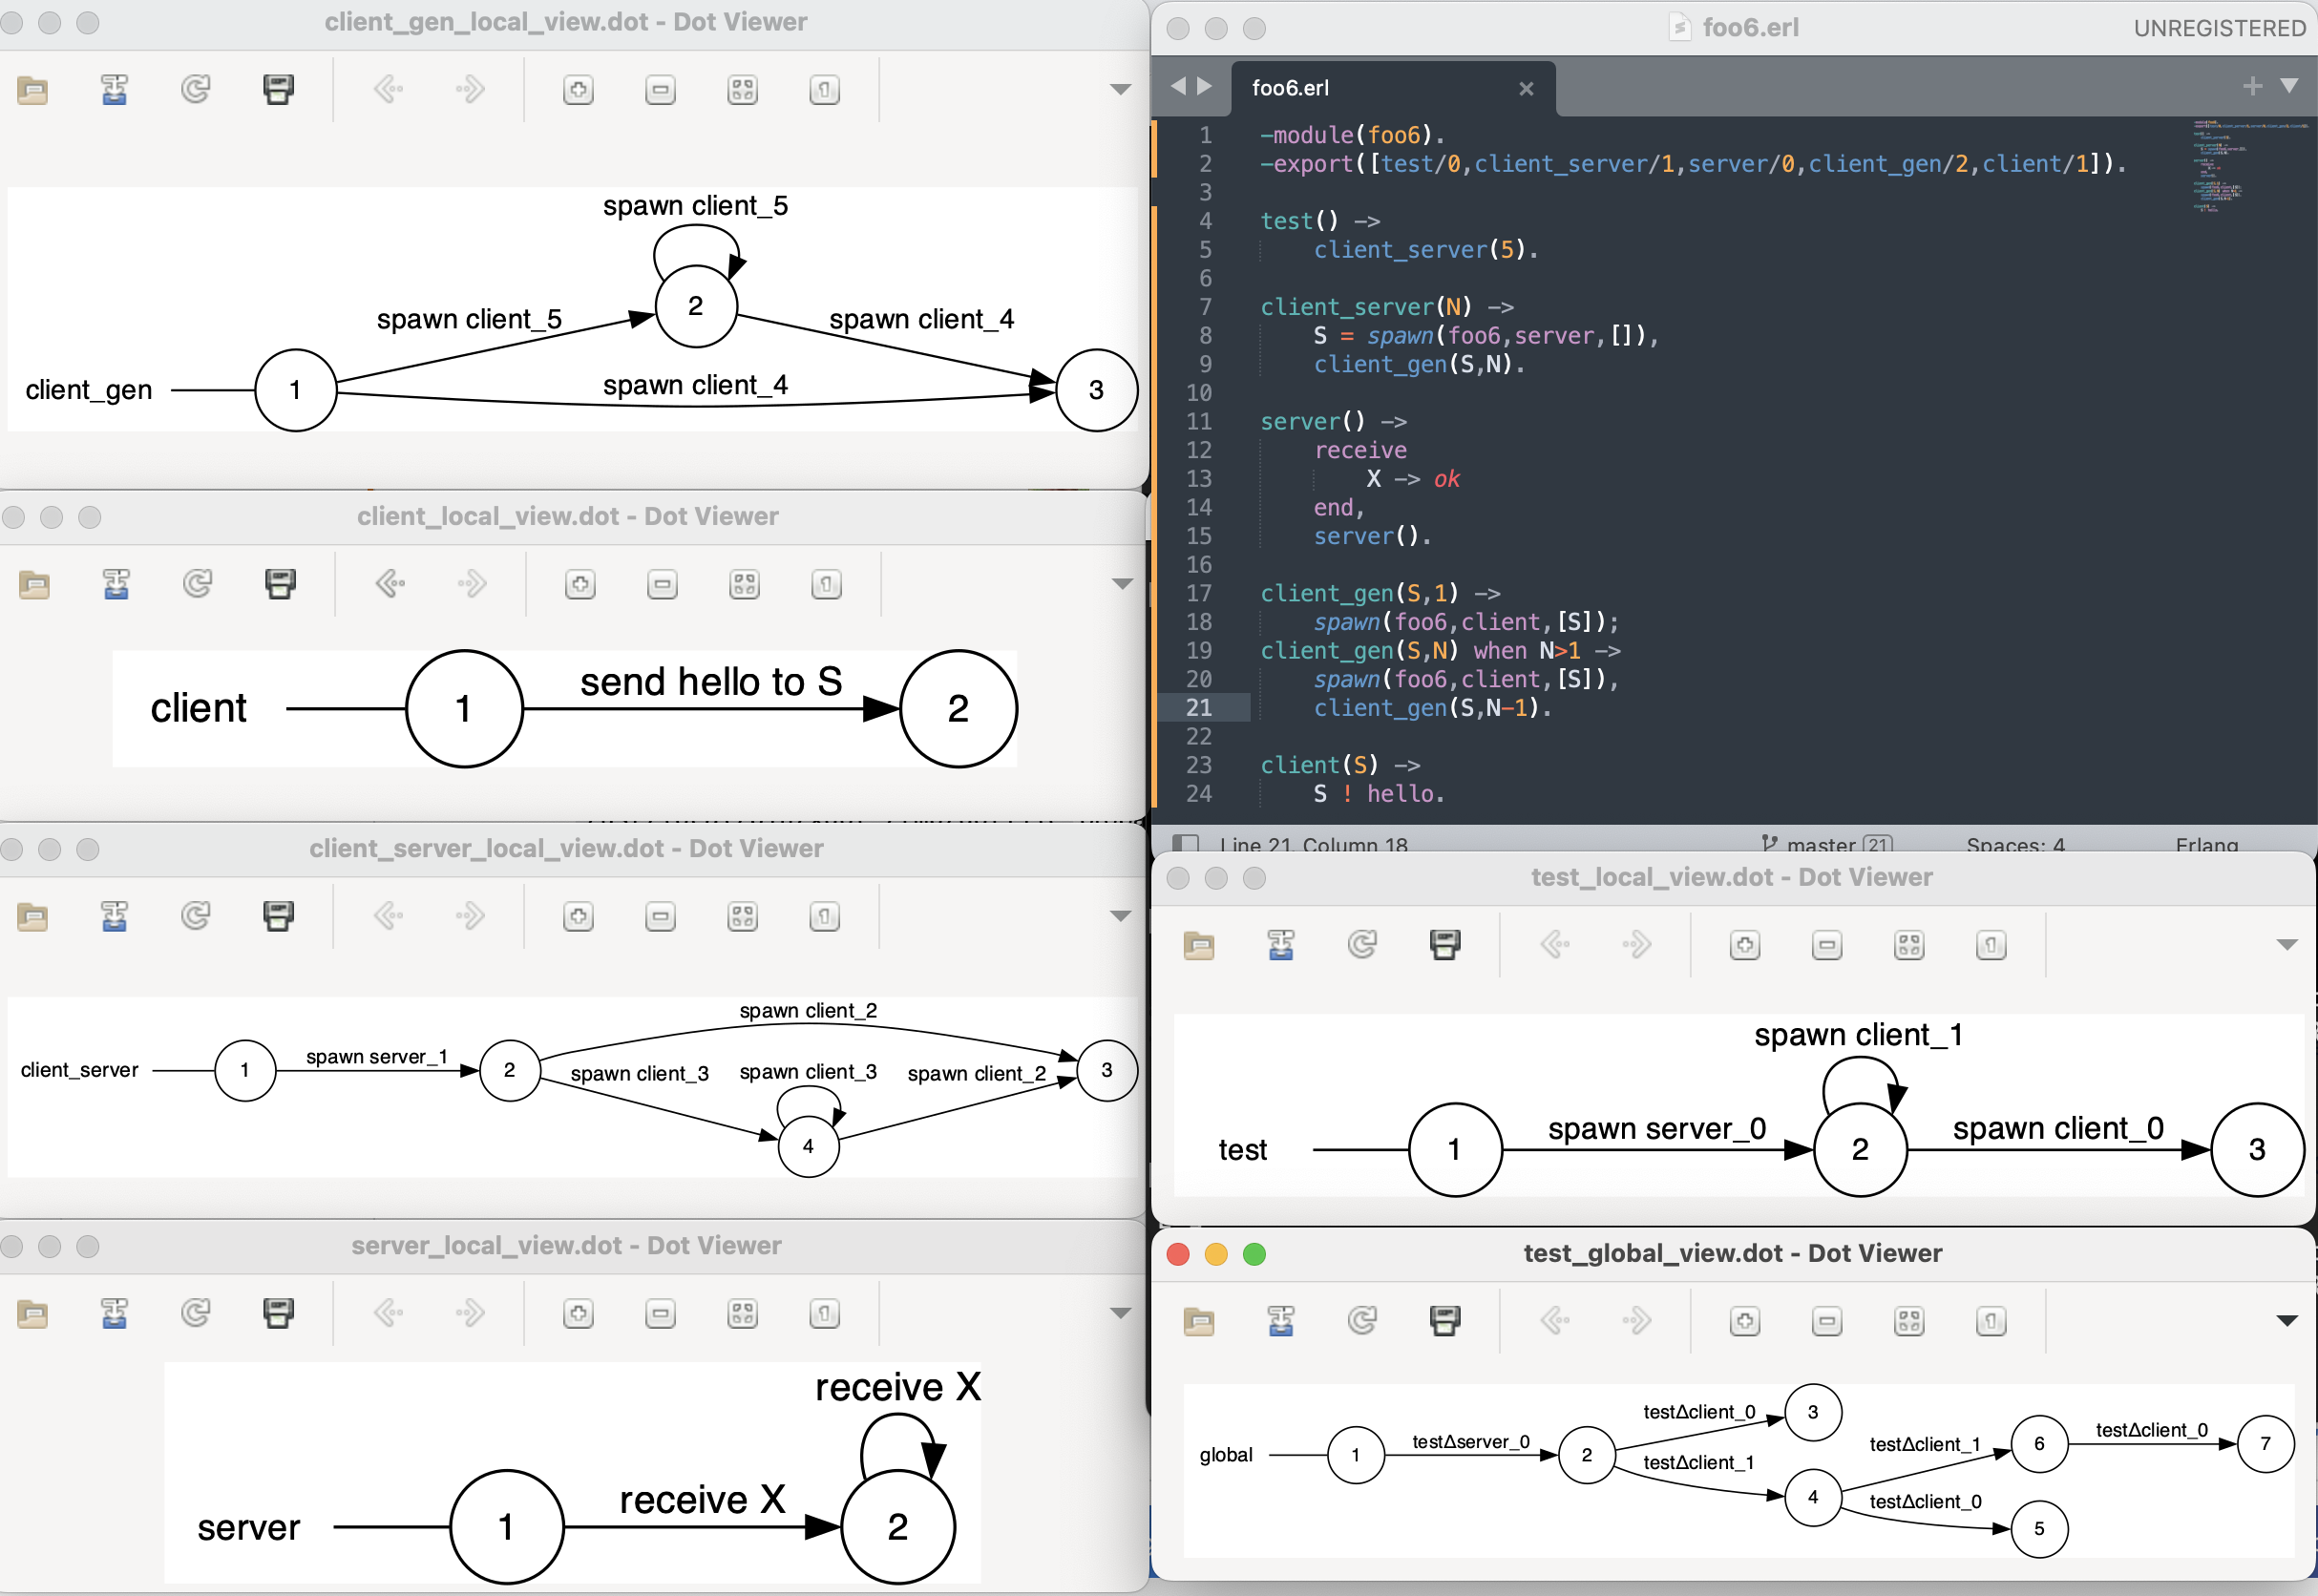 client_gen_local_view.dot - Dot Viewer
spawn client_5
2
spawn client_5
spawn client_4
client_gen
1
spawn client_4
3
client_local_view.dot - Dot Viewer
client
1
send hello to S
2
client_server_local_view.dot - Dot Viewer
spawn client_2
client_server
1
spawn server_1
2
spawn client_3
spawn client_3
spawn client_2
3
4
server_local_view.dot - Dot Viewer
receive X
server
1
receive X
2
foo6.erl
UNREGISTERED
foo6.erl
1 -module(foo6).
2 -export([test/0,client_server/1,server/0,client_gen/2,client/1]).
3
4 test() ->
5 client_server(5).
6
7 client_server(N) ->
8 S = spawn(foo6,server,[]),
9 client_gen(S,N).
10
11 server() ->
12 receive
13 X -> ok
14 end,
15 server().
16
17 client_gen(S,1) ->
18 spawn(foo6,client,[S]);
19 client_gen(S,N) when N>1 ->
20 spawn(foo6,client,[S]),
21 client_gen(S,N-1).
22
23 client(S) ->
24 S ! hello.
Line 21, Column 18
master 21
Spaces: 4
Erlang
test_local_view.dot - Dot Viewer
spawn client_1
test
1
spawn server_0
2
spawn client_0
3
test_global_view.dot - Dot Viewer
global
1
testΔserver_0
2
testΔclient_0
3
testΔclient_1
4
testΔclient_1
6
testΔclient_0
7
testΔclient_0
5